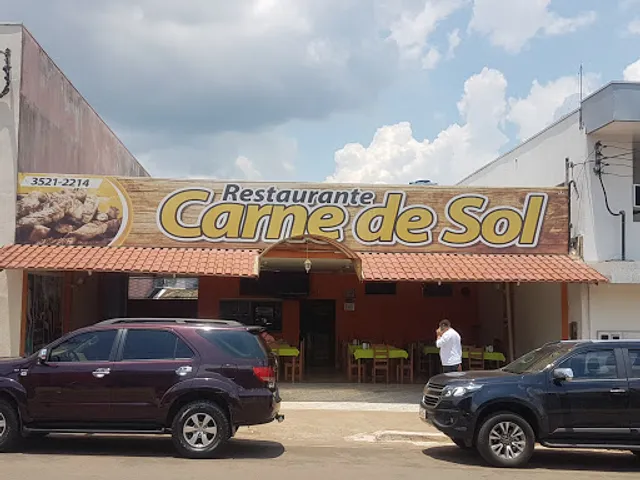 3521-2214
Restaurante
Carne de Sol